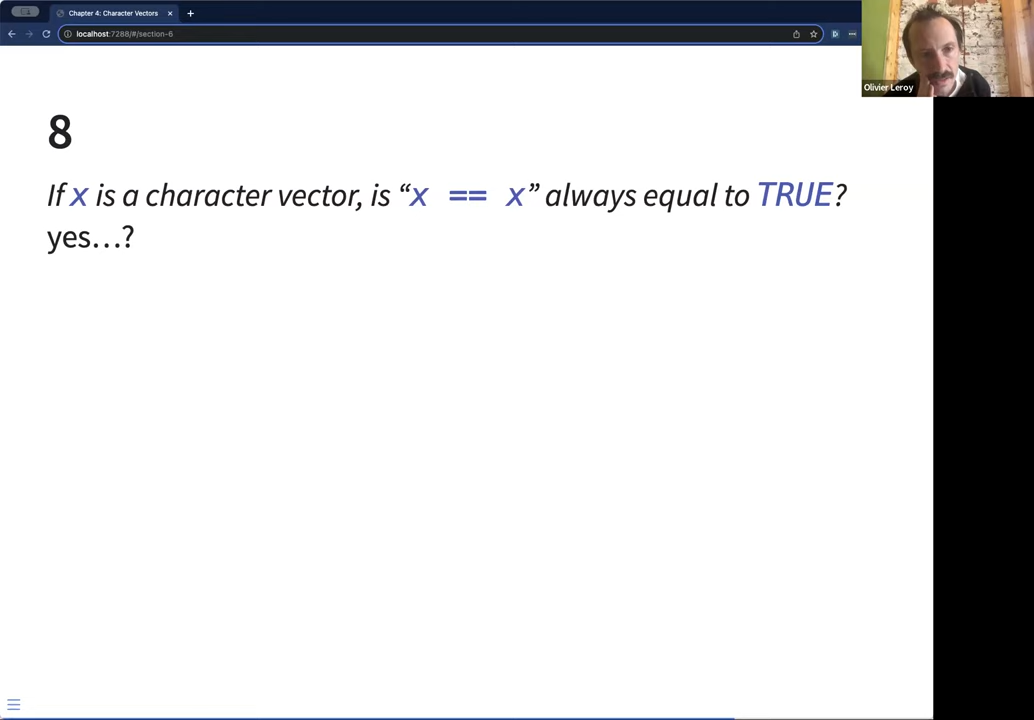 Chapter 4: Character Vectors
localhost:7288/#/section-6
Olivier Leroy
8
If x is a character vector, is “x == x” always equal to TRUE?
yes…?